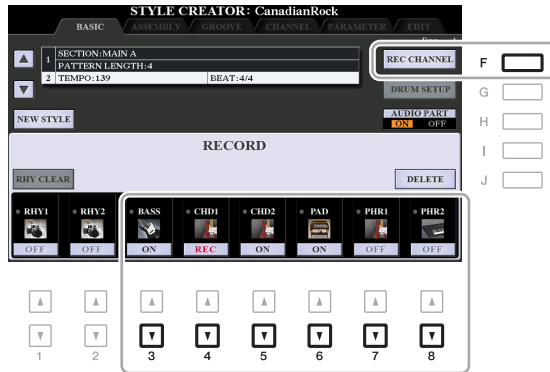 STYLE CREATOR: CanadianRock
BASIC ASSEMBLY GROOVE CHANNEL PARAMETER EDIT
1 SECTION:MAIN A
PATTERN LENGTH:4
2 TEMPO:139 BEAT:4/4
REC CHANNEL
F
DRUM SETUP
G
NEW STYLE
AUDIO PART
ON OFF
H
RECORD
I
RHY CLEAR
DELETE
J
RHY1 RHY2 BASS CHD1 CHD2 PAD PHR1 PHR2
OFF OFF ON REC ON ON OFF OFF
1 2 3 4 5 6 7 8